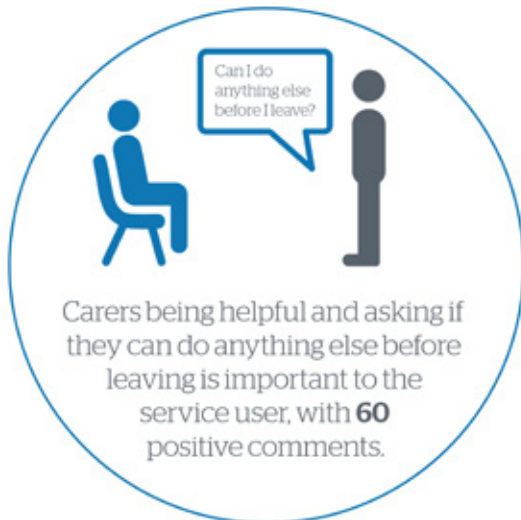 Can I do
anything else
before I leave?
Carers being helpful and asking if
they can do anything else before
leaving is important to the
service user, with 60
positive comments.